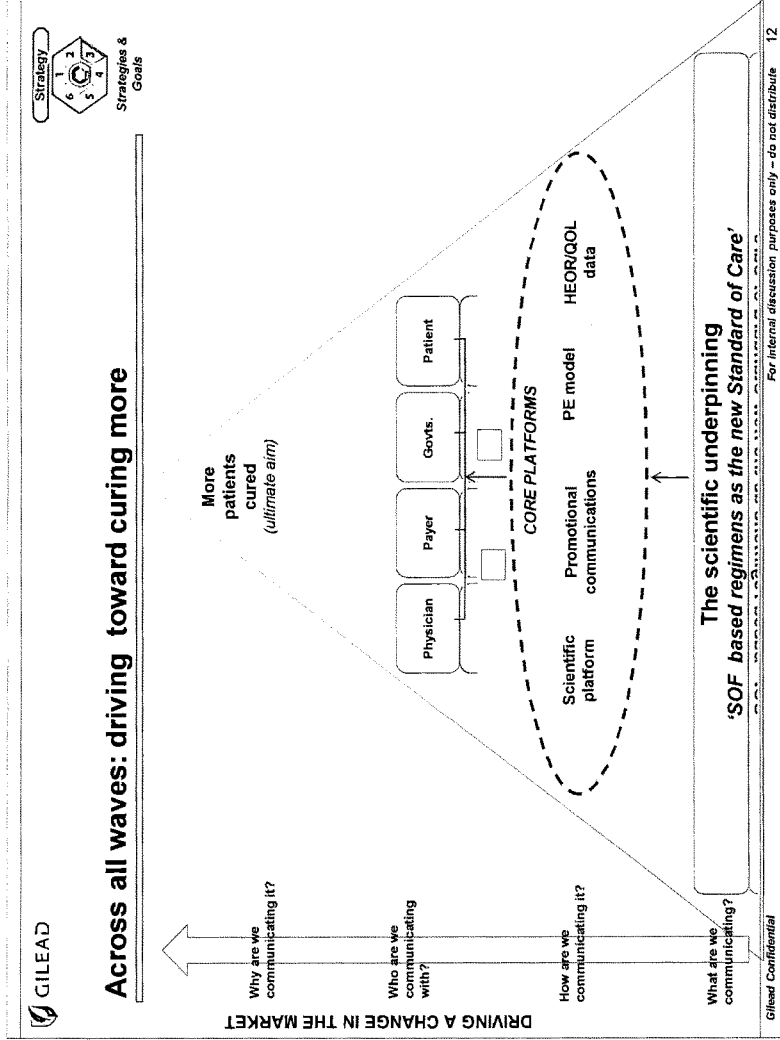 GILEAD
Strategy
1
2
3
4
5
6
Strategies &
Goals
Across all waves: driving toward curing more
DRIVING A CHANGE IN THE MARKET
Why are we
communicating it?
More
patients
cured
(ultimate aim)
Who are we
communicating
with?
Physician
Payer
Govts.
Patient
How are we
communicating it?
CORE PLATFORMS
Scientific
platform
Promotional
communications
PE model
HEOR/QOL
data
What are we
communicating?
The scientific underpinning
'SOF based regimens as the new Standard of Care'
Gilead Confidential
For internal discussion purposes only – do not distribute
12